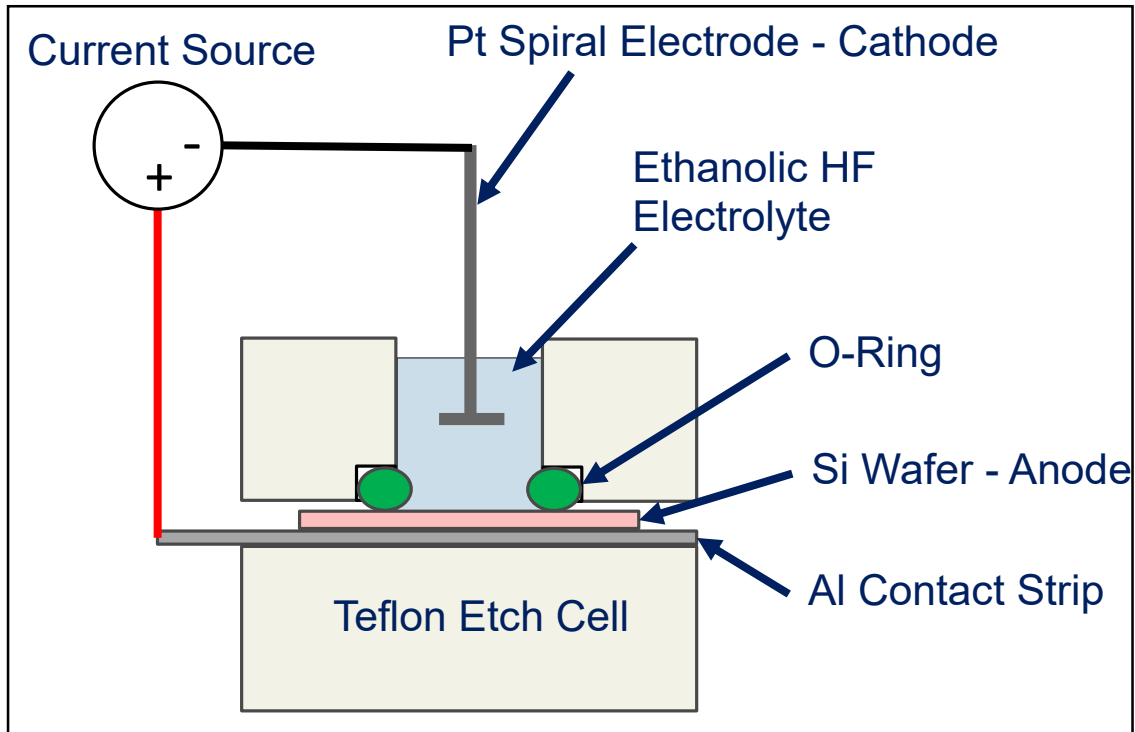 Pt Spiral Electrode - Cathode
Current Source
-
+
Ethanolic HF
Electrolyte
O-Ring
Si Wafer - Anode
Al Contact Strip
Teflon Etch Cell